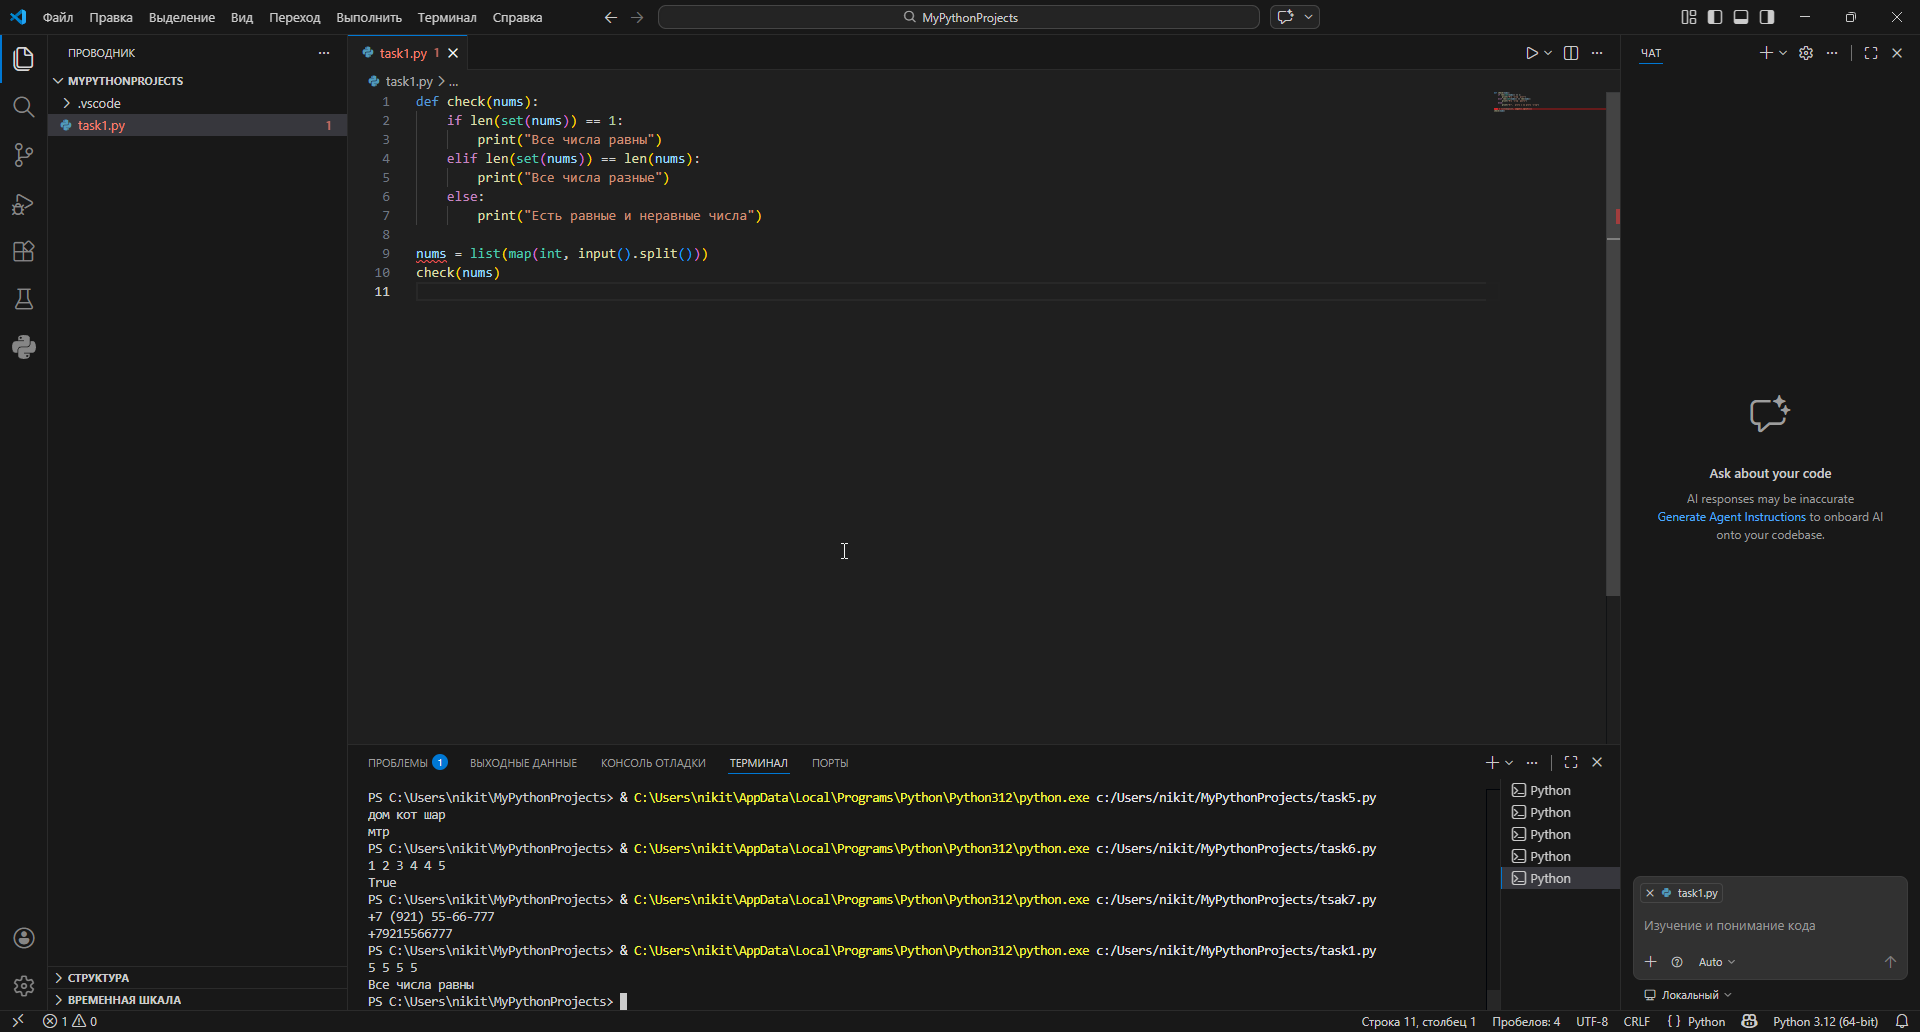 Файл Правка Выделение Вид Переход Выполнить Терминал Справка
MyPythonProjects
ПРОВОДНИК
MYPYTHONPROJECTS
.vscode
task1.py 1
СТРУКТУРА
ВРЕМЕННАЯ ШКАЛА
task1.py 1
task1.py > ...
1 def check(nums):
2 if len(set(nums)) == 1:
3 print("Все числа равны")
4 elif len(set(nums)) == len(nums):
5 print("Все числа разные")
6 else:
7 print("Есть равные и неравные числа")
8
9 nums = list(map(int, input().split()))
10 check(nums)
11
ПРОБЛЕМЫ 1 ВЫХОДНЫЕ ДАННЫЕ КОНСОЛЬ ОТЛАДКИ ТЕРМИНАЛ ПОРТЫ
PS C:\Users\nikit\MyPythonProjects> & C:\Users\nikit\AppData\Local\Programs\Python\Python312\python.exe c:/Users/nikit/MyPythonProjects/task5.py
дом кот шар
мтр
PS C:\Users\nikit\MyPythonProjects> & C:\Users\nikit\AppData\Local\Programs\Python\Python312\python.exe c:/Users/nikit/MyPythonProjects/task6.py
1 2 3 4 4 5
True
PS C:\Users\nikit\MyPythonProjects> & C:\Users\nikit\AppData\Local\Programs\Python\Python312\python.exe c:/Users/nikit/MyPythonProjects/tsak7.py
+7 (921) 55-66-777
+79215566777
PS C:\Users\nikit\MyPythonProjects> & C:\Users\nikit\AppData\Local\Programs\Python\Python312\python.exe c:/Users/nikit/MyPythonProjects/task1.py
5 5 5 5
Все числа равны
PS C:\Users\nikit\MyPythonProjects>
Python
Python
Python
Python
Python
ЧАТ
Ask about your code
AI responses may be inaccurate
Generate Agent Instructions to onboard AI
onto your codebase.
task1.py
Изучение и понимание кода
Auto
Локальный
1 0
Строка 11, столбец 1 Пробелов: 4 UTF-8 CRLF { } Python Python 3.12 (64-bit)